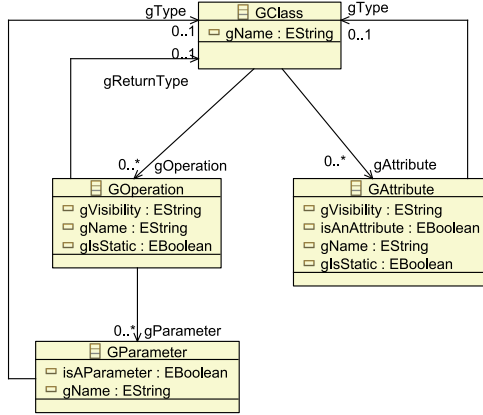 gType
GClass
gType
gName : EString
0..1
0..1
0..1
gReturnType
0..*
gOperation
0..*
gAttribute
GOperation
gVisibility : EString
gName : EString
gIsStatic : EBoolean
GAttribute
gVisibility : EString
isAnAttribute : EBoolean
gName : EString
gIsStatic : EBoolean
0..*
gParameter
GParameter
isAParameter : EBoolean
gName : EString